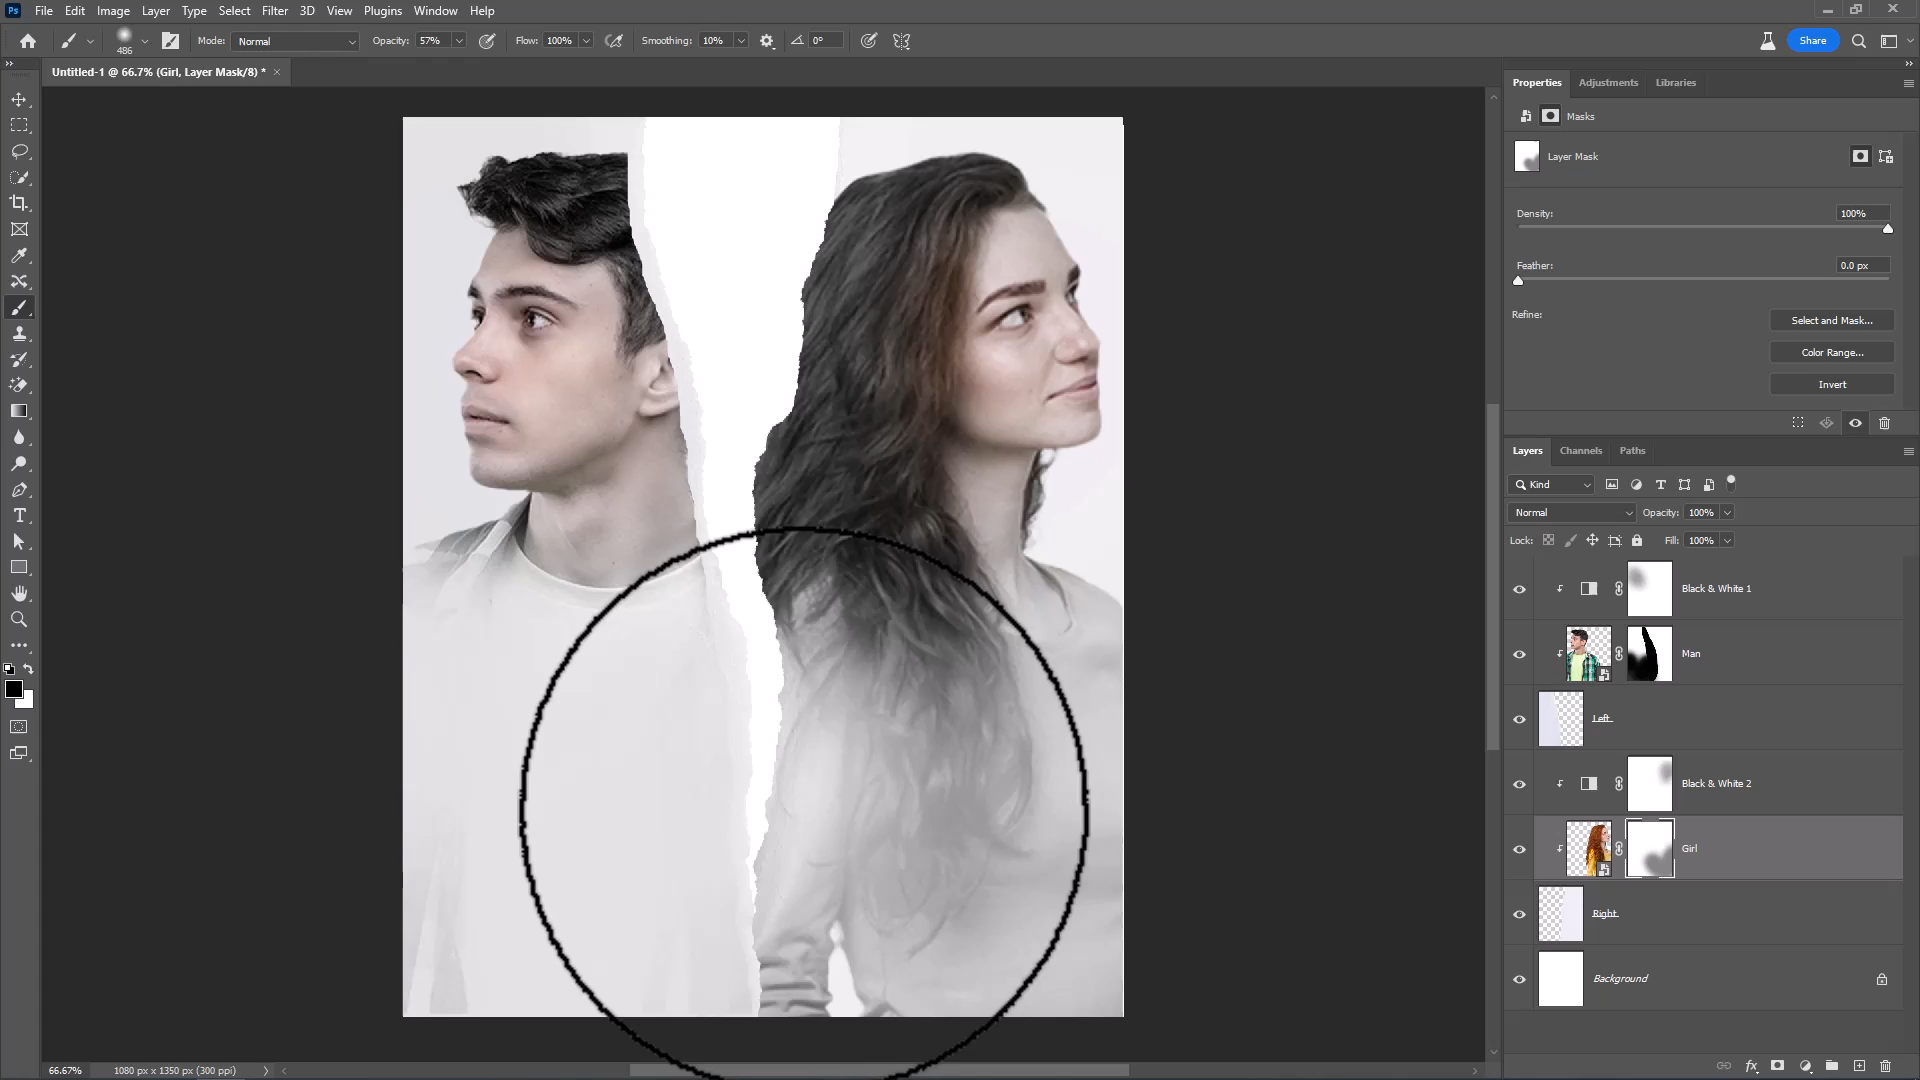 Ps File Edit Image Layer Type Select Filter 3D View Plugins Window Help
486 Mode: Normal Opacity: 57% Flow: 100% Smoothing: 10% 0° Share
Untitled-1 @ 66.7% (Girl, Layer Mask/8) * ×
Properties Adjustments Libraries
Masks
Layer Mask
Density: 100%
Feather: 0.0 px
Refine:
Select and Mask...
Color Range...
Invert
Layers Channels Paths
Kind
Normal Opacity: 100%
Lock: Fill: 100%
Black & White 1
Man
Left
Black & White 2
Girl
Right
Background
66.67% 1080 px x 1350 px (300 ppi)